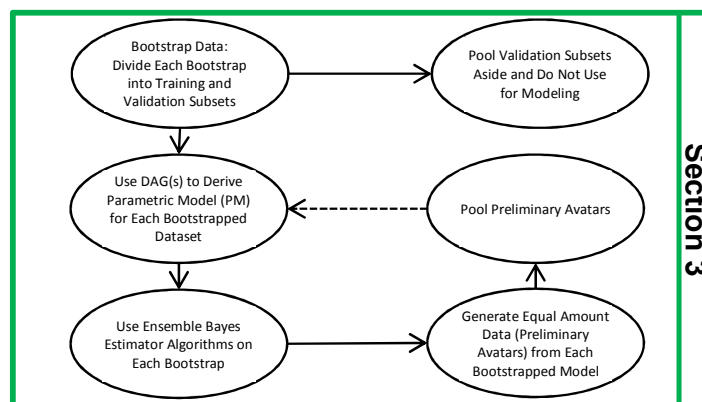 Bootstrap Data:
Divide Each Bootstrap
into Training and
Validation Subsets
Pool Validation Subsets
Aside and Do Not Use
for Modeling
Use DAG(s) to Derive
Parametric Model (PM)
for Each Bootstrapped
Dataset
Pool Preliminary Avatars
Use Ensemble Bayes
Estimator Algorithms on
Each Bootstrap
Generate Equal Amount
Data (Preliminary
Avatars) from Each
Bootstrapped Model
Section 3